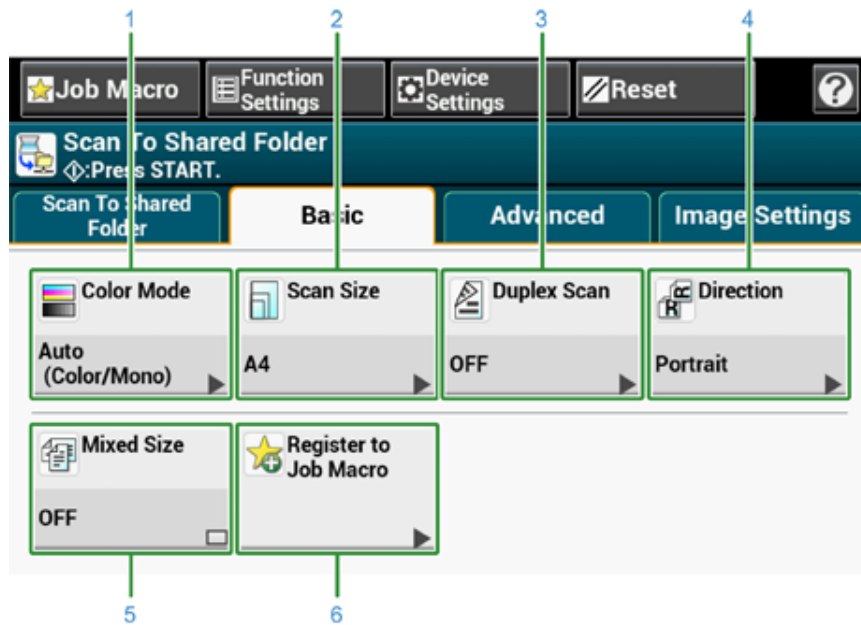 1 2 3 4
Job Macro Function Settings Device Settings Reset ?
Scan To Shared Folder
:Press START.
Scan To Shared Folder Basic Advanced Image Settings
Color Mode Scan Size Duplex Scan Direction
Auto (Color/Mono) A4 OFF Portrait
Mixed Size Register to Job Macro
OFF
5 6